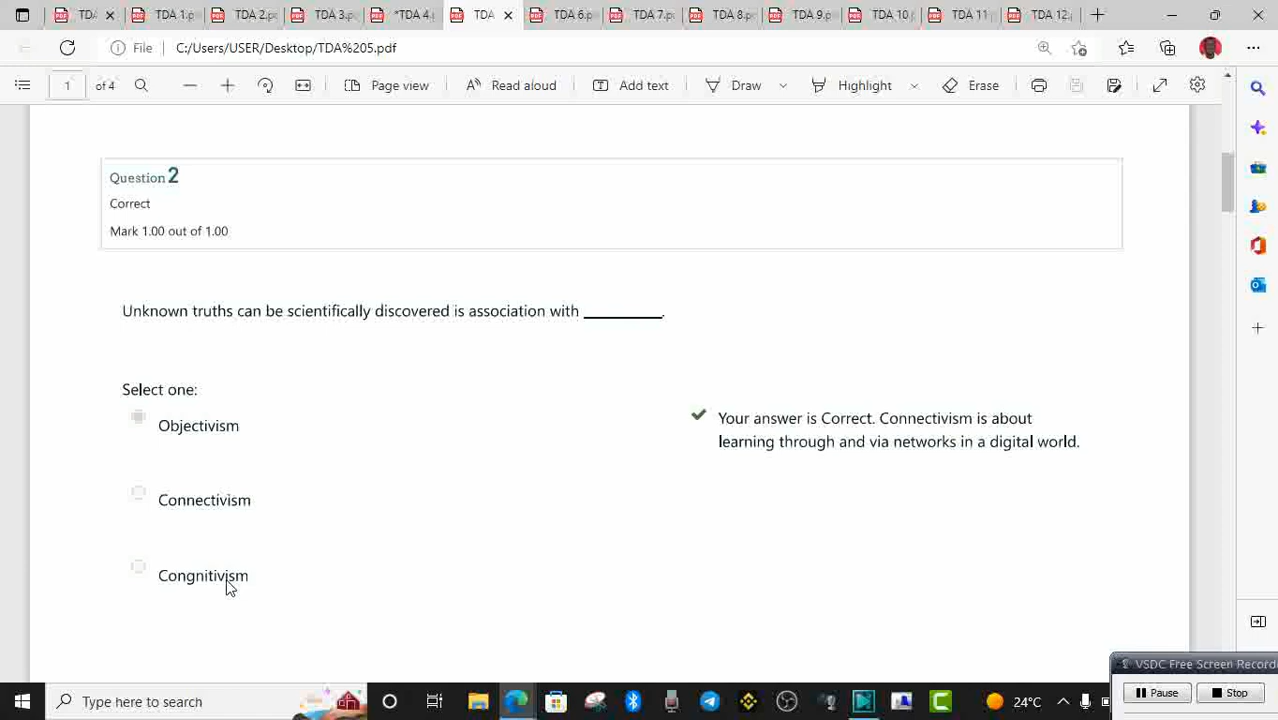 TDA
TDA 1.p
TDA 2.p
TDA 3.p
*TDA 4.
TDA
TDA 6.p
TDA 7.p
TDA 8.p
TDA 9.p
TDA 10
TDA 11
TDA 12.
File
C:/Users/USER/Desktop/TDA%205.pdf
1
of 4
Page view
Read aloud
Add text
Draw
Highlight
Erase
Question 2
Correct
Mark 1.00 out of 1.00
Unknown truths can be scientifically discovered is association with __________.
Select one:
Objectivism
Your answer is Correct. Connectivism is about
learning through and via networks in a digital world.
Connectivism
Congnitivism
VSDC Free Screen Record
Pause
Stop
Type here to search
24°C